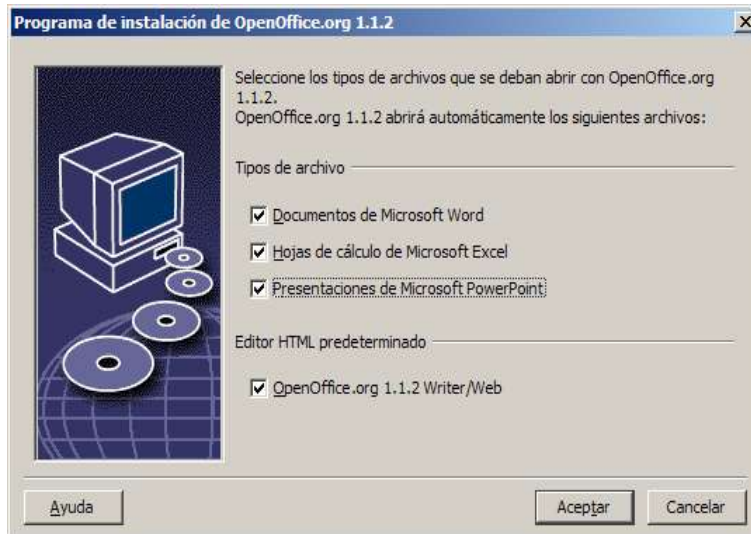 Programa de instalación de OpenOffice.org 1.1.2
Seleccione los tipos de archivos que se deban abrir con OpenOffice.org
1.1.2.
OpenOffice.org 1.1.2 abrirá automáticamente los siguientes archivos:
Tipos de archivo
Documentos de Microsoft Word
Hojas de cálculo de Microsoft Excel
Presentaciones de Microsoft PowerPoint
Editor HTML predeterminado
OpenOffice.org 1.1.2 Writer/Web
Ayuda
Aceptar
Cancelar